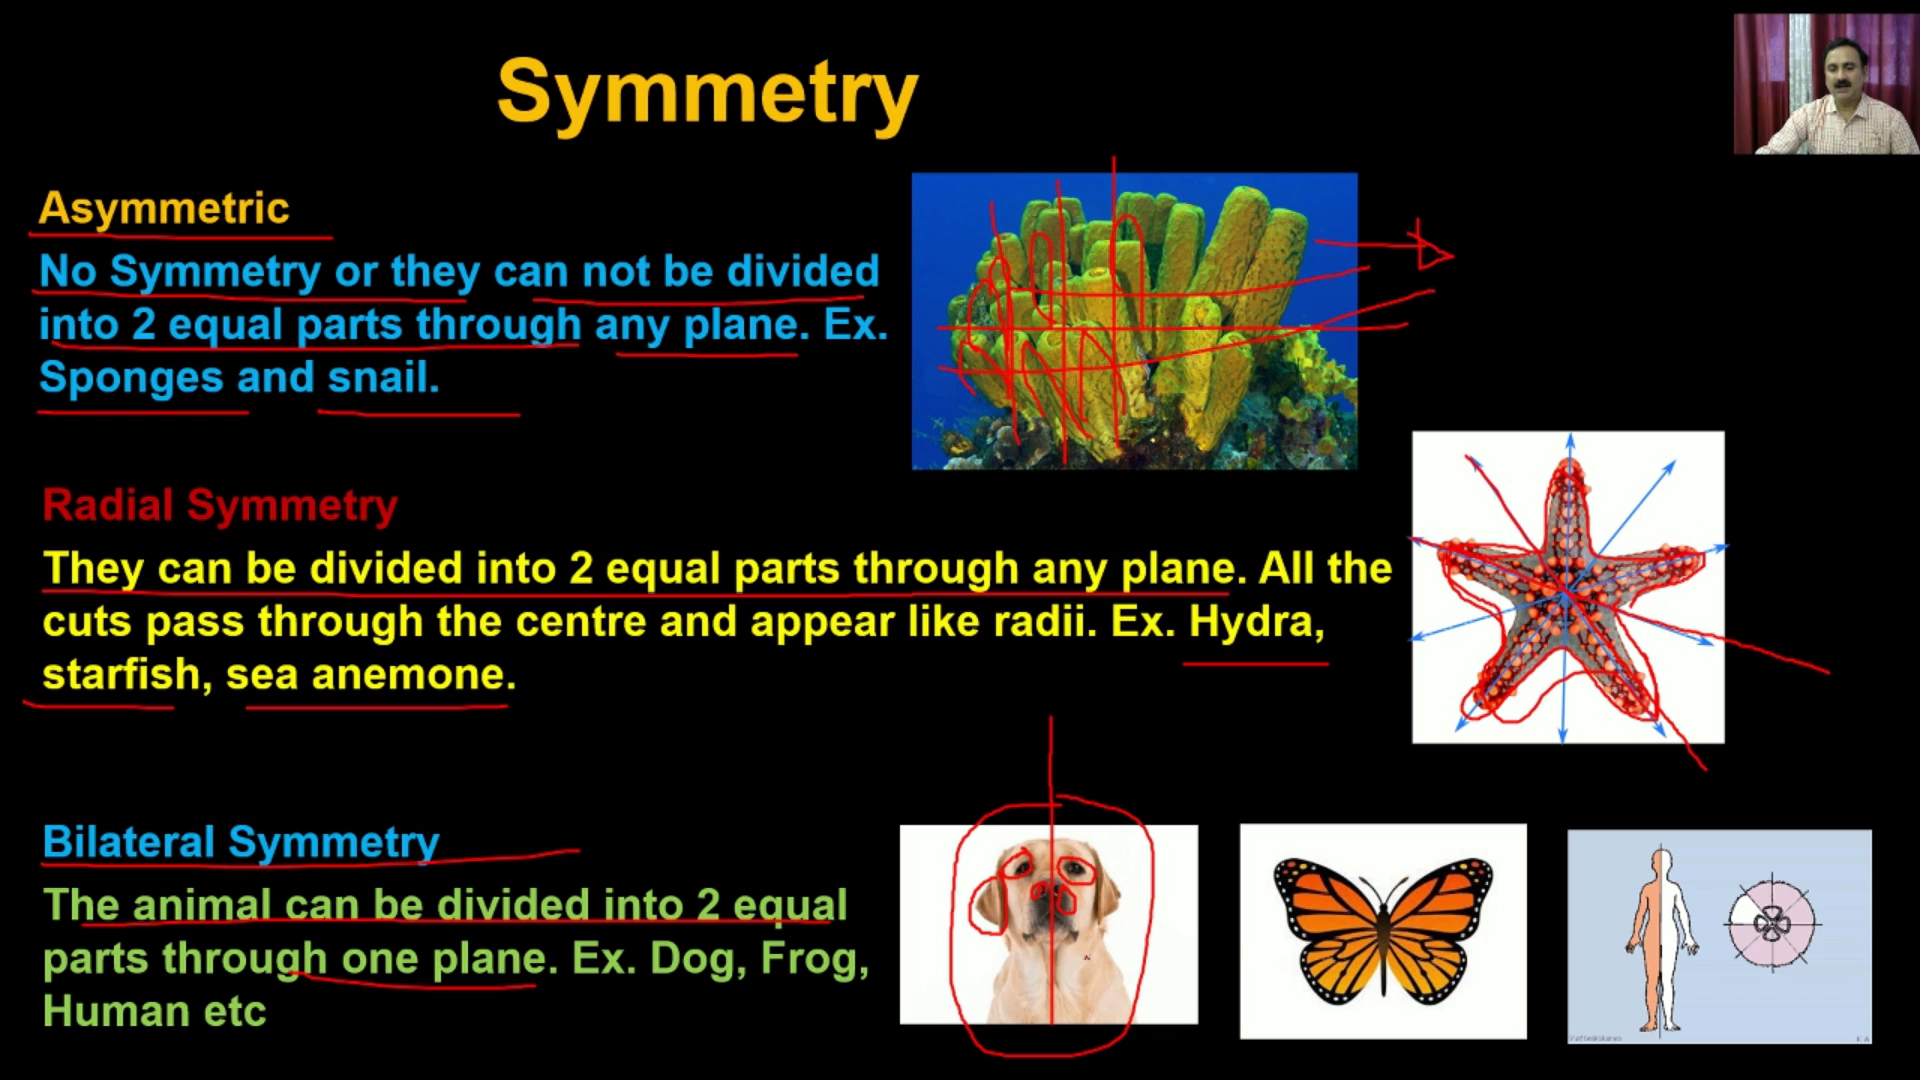 Symmetry
Asymmetric
No Symmetry or they can not be divided
into 2 equal parts through any plane. Ex.
Sponges and snail.
Radial Symmetry
They can be divided into 2 equal parts through any plane. All the
cuts pass through the centre and appear like radii. Ex. Hydra,
starfish, sea anemone.
Bilateral Symmetry
The animal can be divided into 2 equal
parts through one plane. Ex. Dog, Frog,
Human etc